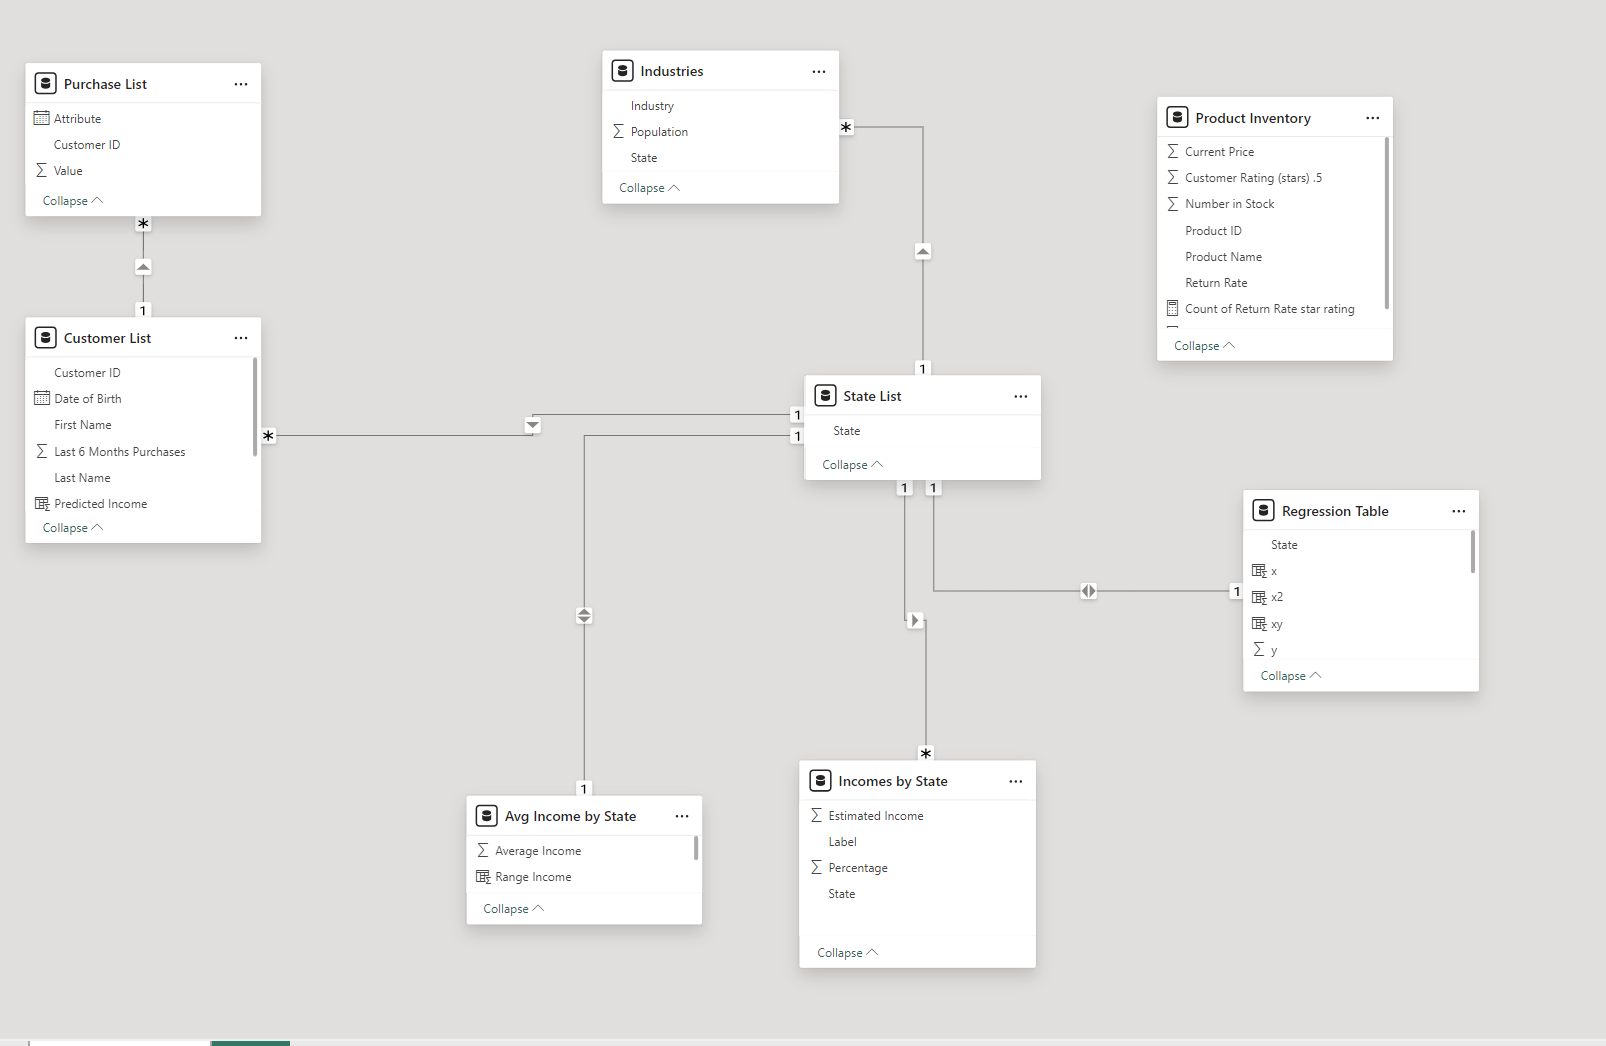 Purchase List
Attribute
Customer ID
Value
Collapse
*
1
Customer List
Customer ID
Date of Birth
First Name
Last 6 Months Purchases
Last Name
Predicted Income
Collapse
*
Industries
Industry
Population
State
Collapse
*
1
State List
State
Collapse
1
1
1
1
Product Inventory
Current Price
Customer Rating (stars) .5
Number in Stock
Product ID
Product Name
Return Rate
Count of Return Rate star rating
Collapse
1
Regression Table
State
x
x2
xy
y
Collapse
1
Avg Income by State
Average Income
Range Income
Collapse
*
Incomes by State
Estimated Income
Label
Percentage
State
Collapse